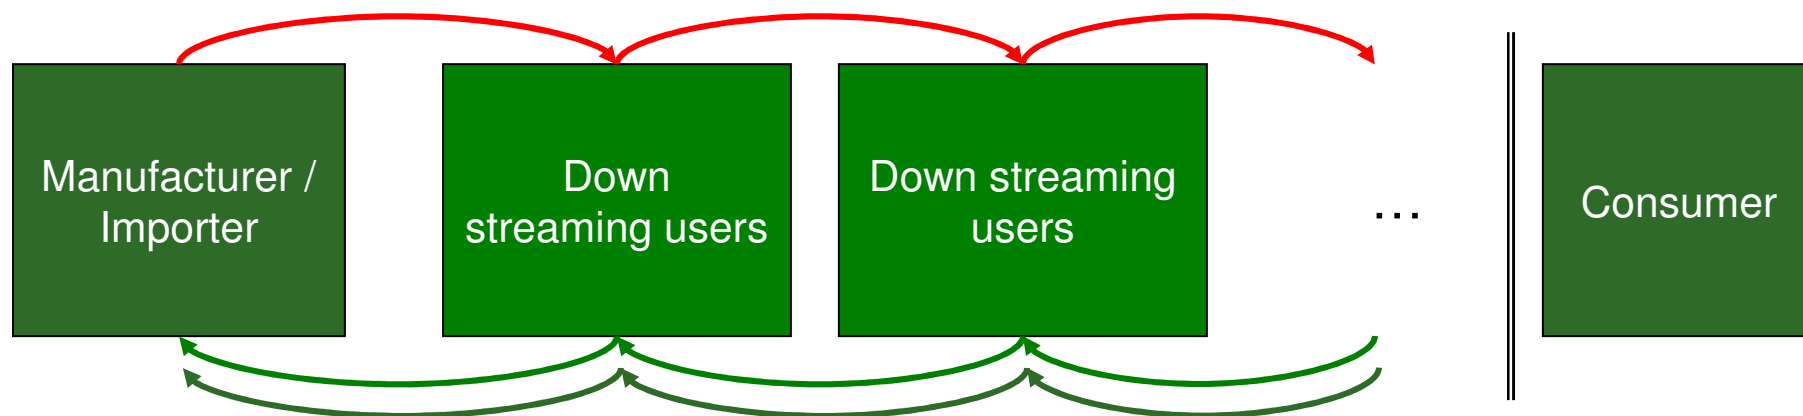 Manufacturer /
Importer
Down
streaming users
Down streaming
users
...
Consumer